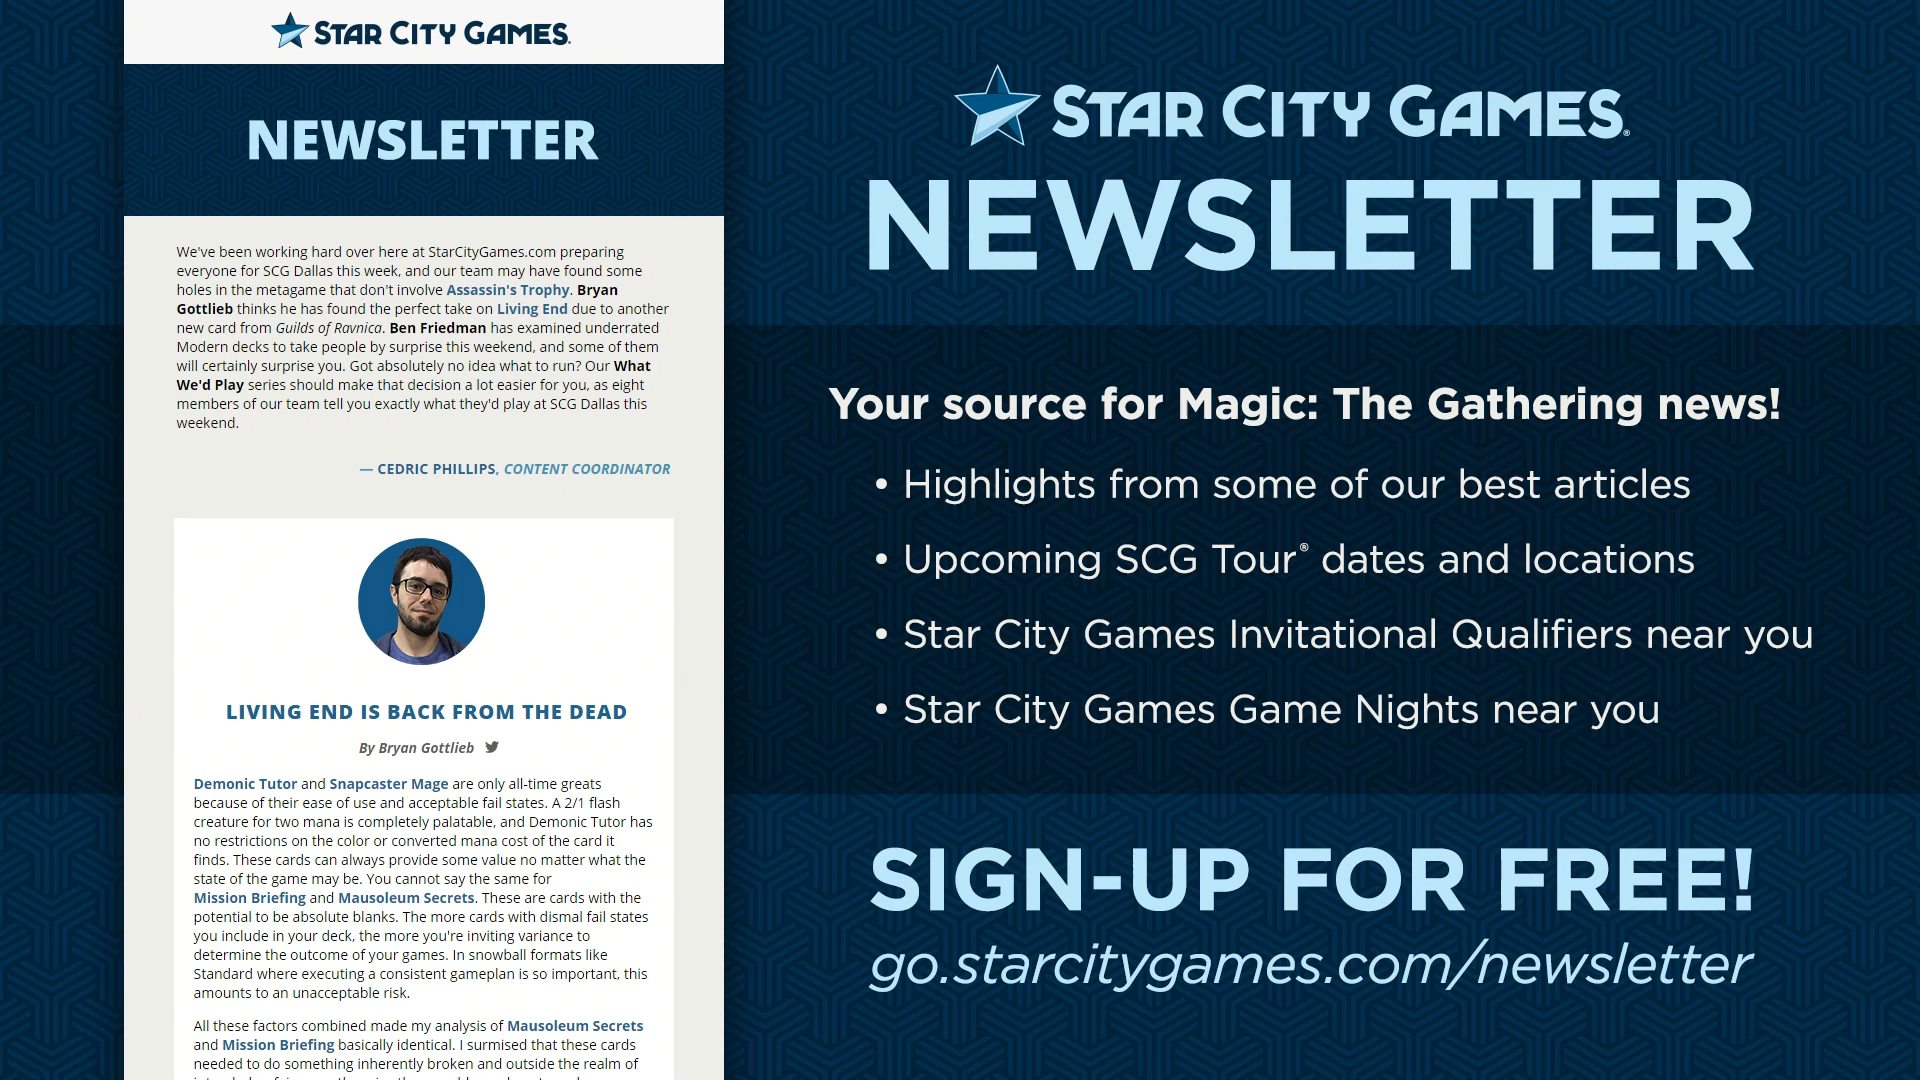 STAR CITY GAMES.
NEWSLETTER
We've been working hard over here at StarCityGames.com preparing
everyone for SCG Dallas this week, and our team may have found some
holes in the metagame that don't involve Assassin's Trophy. Bryan
Gottlieb thinks he has found the perfect take on Living End due to another
new card from Guilds of Ravnica. Ben Friedman has examined underrated
Modern decks to take people by surprise this weekend, and some of them
will certainly surprise you. Got absolutely no idea what to run? Our What
We'd Play series should make that decision a lot easier for you, as eight
members of our team tell you exactly what they'd play at SCG Dallas this
weekend.
— CEDRIC PHILLIPS, CONTENT COORDINATOR
LIVING END IS BACK FROM THE DEAD
By Bryan Gottlieb
Demonic Tutor and Snapcaster Mage are only all-time greats
because of their ease of use and acceptable fail states. A 2/1 flash
creature for two mana is completely palatable, and Demonic Tutor has
no restrictions on the color or converted mana cost of the card it
finds. These cards can always provide some value no matter what the
state of the game may be. You cannot say the same for
Mission Briefing and Mausoleum Secrets. These are cards with the
potential to be absolute blanks. The more cards with dismal fail states
you include in your deck, the more you're inviting variance to
determine the outcome of your games. In snowball formats like
Standard where executing a consistent gameplan is so important, this
amounts to an unacceptable risk.
All these factors combined made my analysis of Mausoleum Secrets
and Mission Briefing basically identical. I surmised that these cards
needed to do something inherently broken and outside the realm of
STAR CITY GAMES®
NEWSLETTER
Your source for Magic: The Gathering news!
• Highlights from some of our best articles
• Upcoming SCG Tour® dates and locations
• Star City Games Invitational Qualifiers near you
• Star City Games Game Nights near you
SIGN-UP FOR FREE!
go.starcitygames.com/newsletter